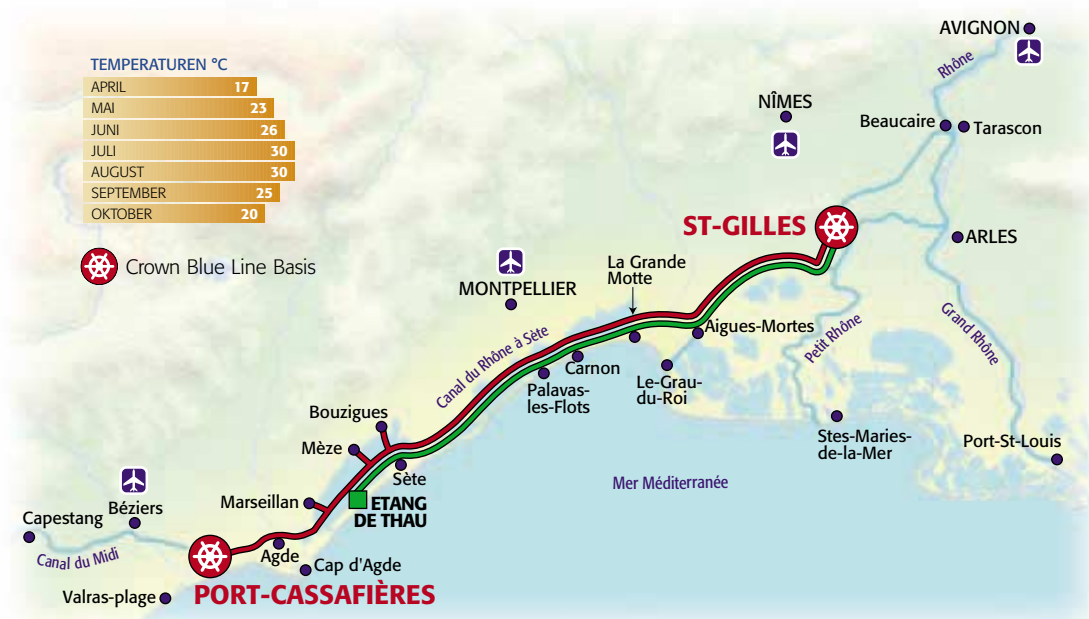 TEMPERATUREN °C
APRIL 17
MAI 23
JUNI 26
JULI 30
AUGUST 30
SEPTEMBER 25
OKTOBER 20
Crown Blue Line Basis
AVIGNON
Rhône
NÎMES
Beaucaire
Tarascon
ST-GILLES
ARLES
La Grande
Motte
MONTPELLIER
Aigues-Mortes
Petit Rhône
Grand Rhône
Canal du Rhône à Sète
Carnon
Palavas-
les-Flots
Le-Grau-
du-Roi
Bouzigues
Mèze
Stes-Maries-
de-la-Mer
Port-St-Louis
Sète
Mer Méditerranée
Marseillan
ETANG
DE THAU
Béziers
Capestang
Canal du Midi
Agde
Cap d'Agde
Valras-plage
PORT-CASSAFIÈRES